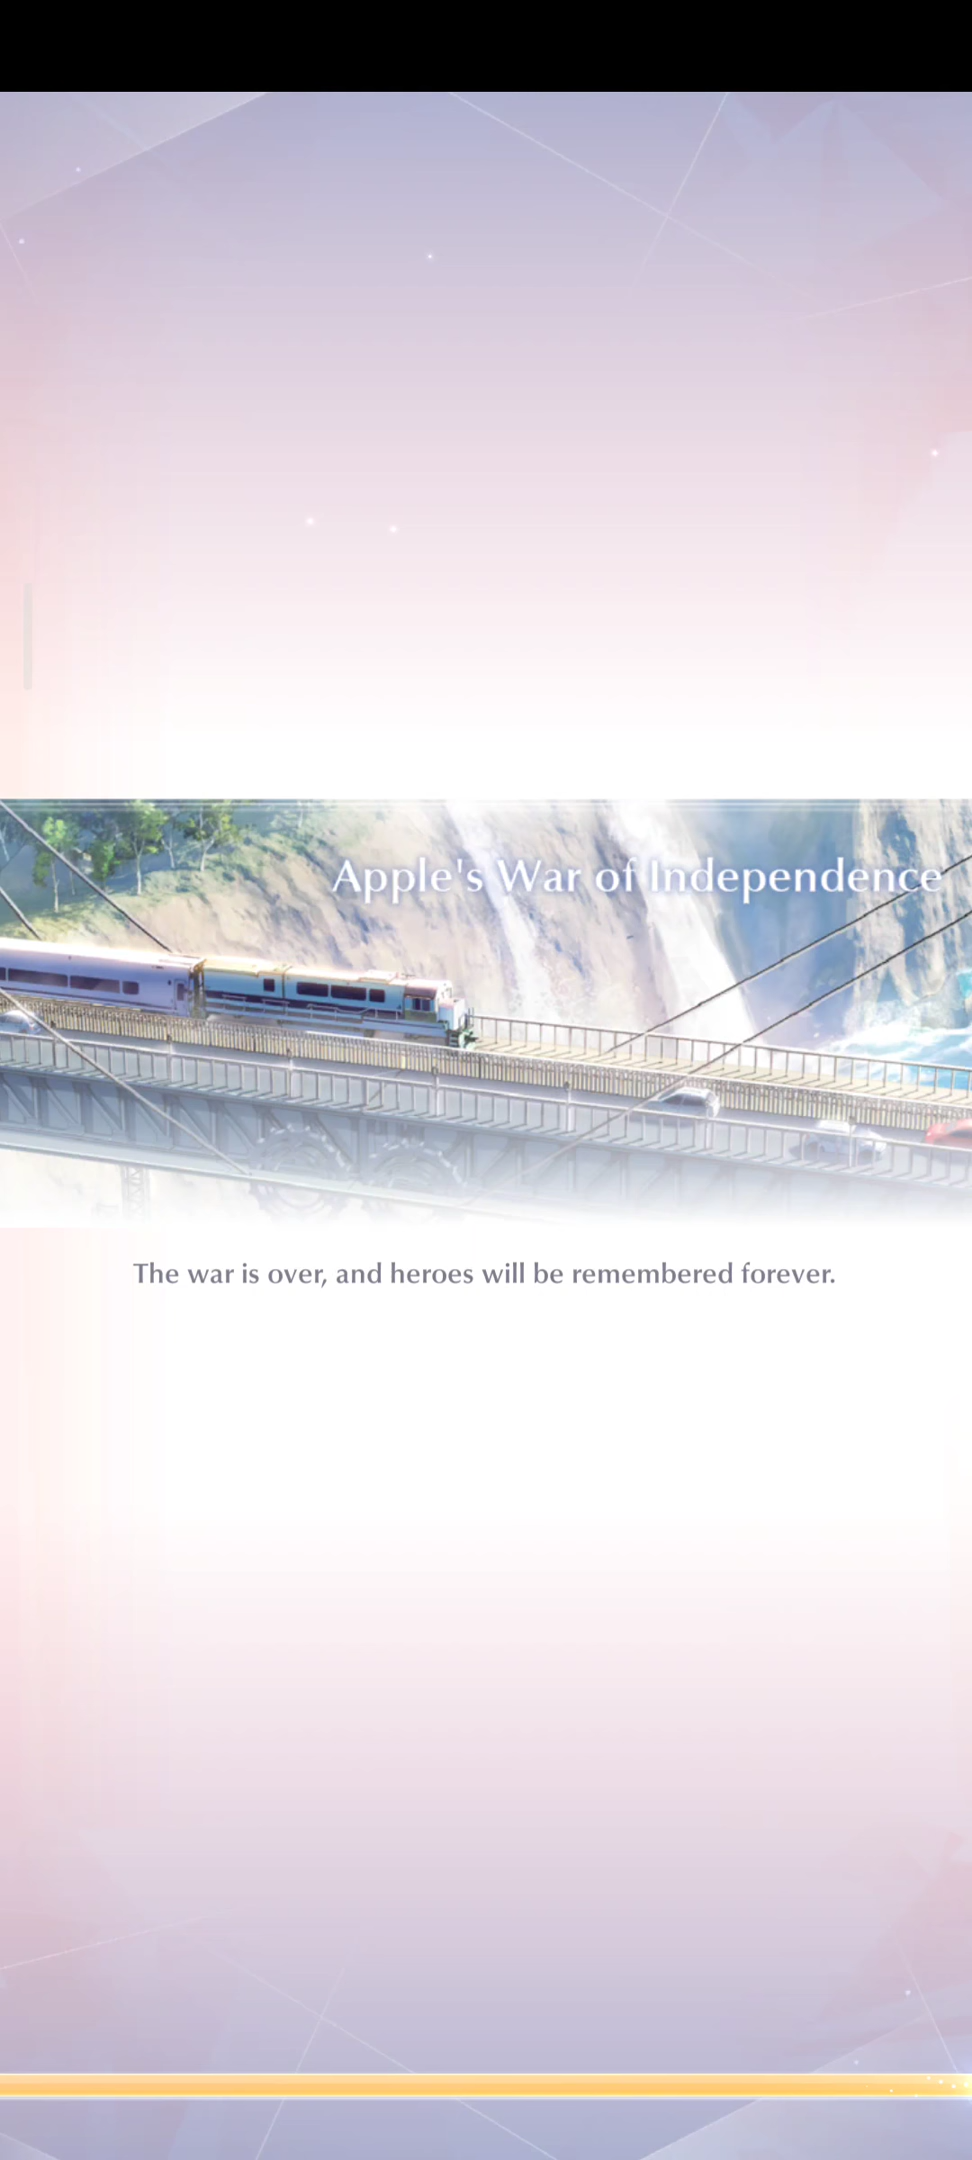 Apple's War of Independence
The war is over, and heroes will be remembered forever.